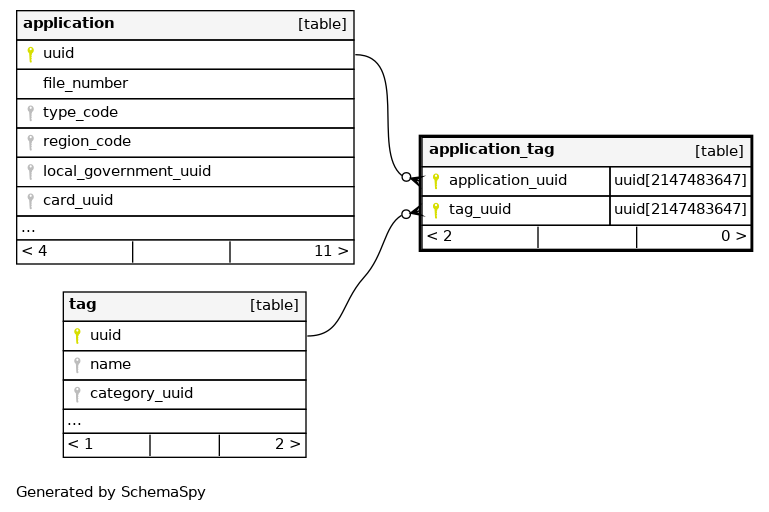 application [table]
uuid
file_number
type_code
region_code
local_government_uuid
card_uuid
...
< 4 11 >
application_tag [table]
application_uuid uuid[2147483647]
tag_uuid uuid[2147483647]
< 2 0 >
tag [table]
uuid
name
category_uuid
...
< 1 2 >
Generated by SchemaSpy